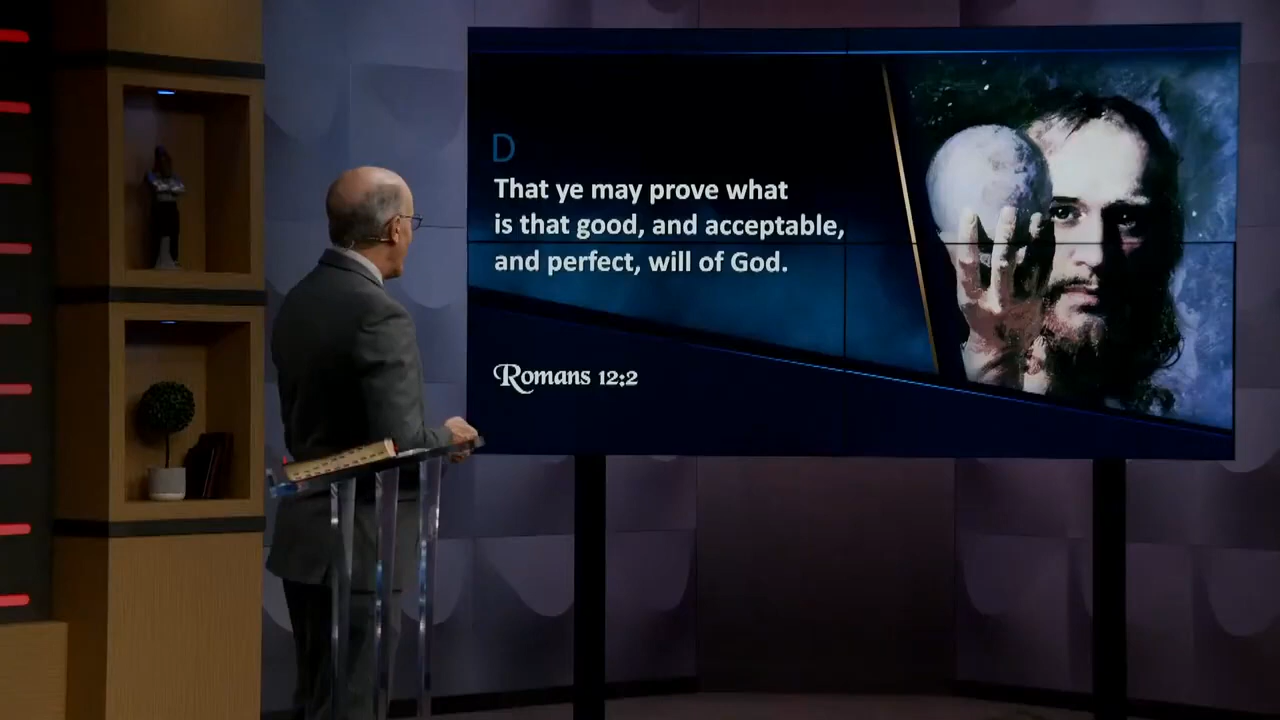 D
That ye may prove what
is that good, and acceptable,
and perfect, will of God.
Romans 12:2